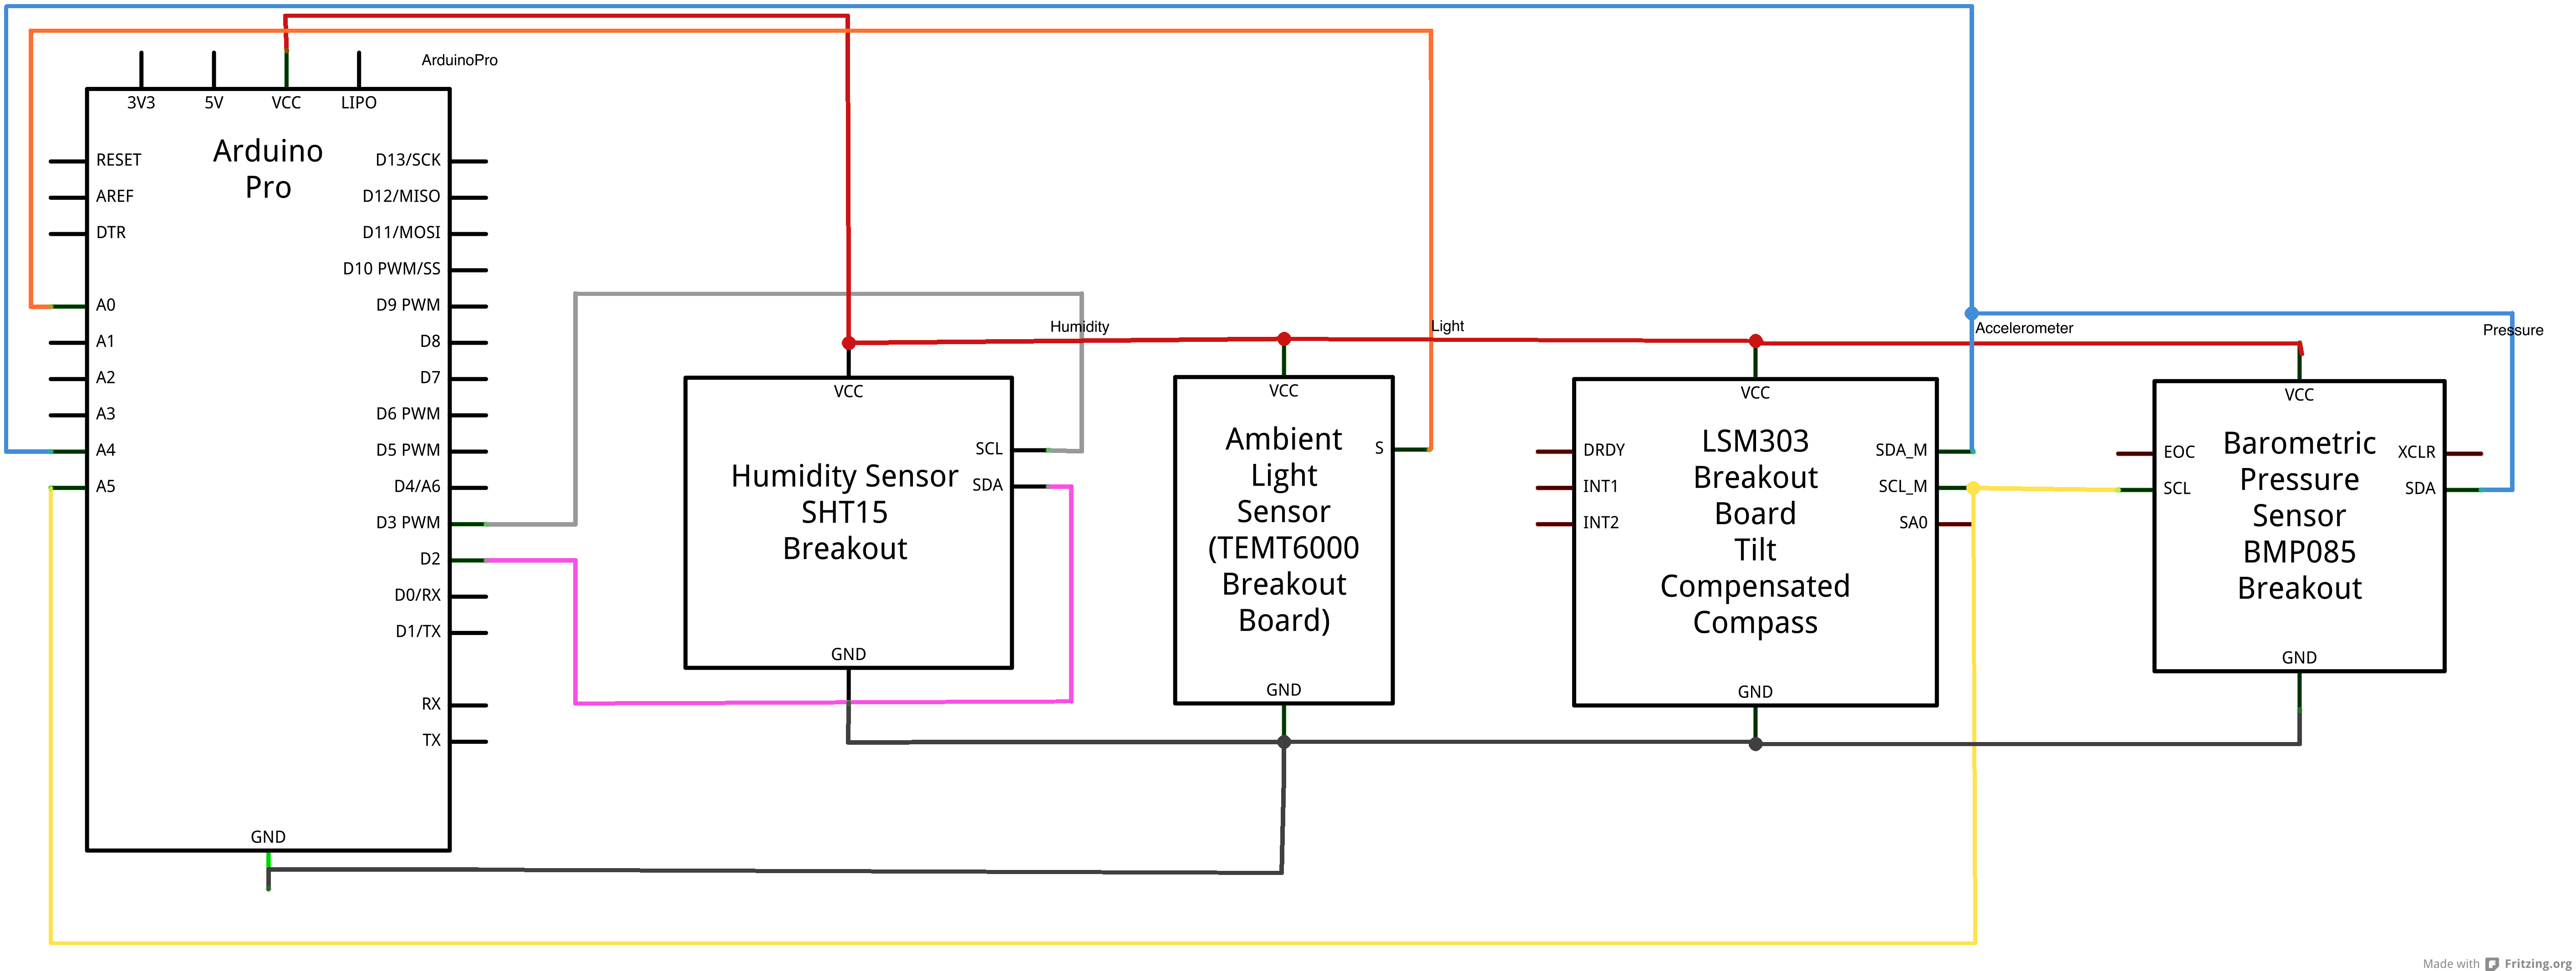 ArduinoPro
3V3
5V
VCC
LIPO
Arduino
Pro
RESET
AREF
DTR
A0
A1
A2
A3
A4
A5
D13/SCK
D12/MISO
D11/MOSI
D10 PWM/SS
D9 PWM
D8
D7
D6 PWM
D5 PWM
D4/A6
D3 PWM
D2
D0/RX
D1/TX
RX
TX
GND
Humidity
VCC
SCL
SDA
Humidity Sensor
SHT15
Breakout
GND
Light
VCC
S
Ambient
Light
Sensor
(TEMT6000
Breakout
Board)
GND
Accelerometer
VCC
DRDY
INT1
INT2
LSM303
Breakout
Board
Tilt
Compensated
Compass
SDA_M
SCL_M
SA0
GND
Pressure
VCC
EOC
SCL
Barometric
Pressure
Sensor
BMP085
Breakout
XCLR
SDA
GND
Made with Fritzing.org